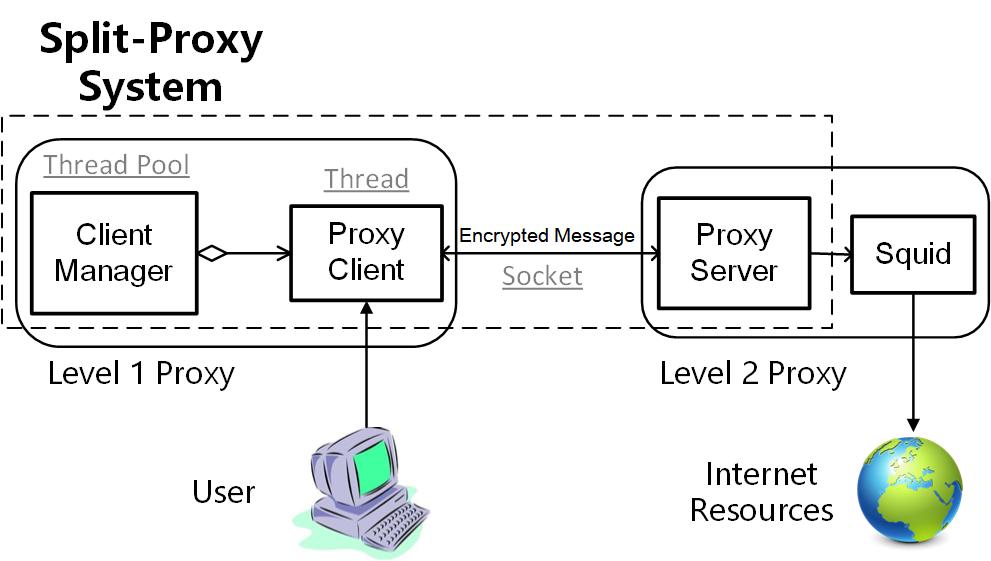 Split-Proxy
System
Thread Pool
Thread
Client
Manager
Proxy
Client
Encrypted Message
Socket
Proxy
Server
Squid
Level 1 Proxy
Level 2 Proxy
User
Internet
Resources